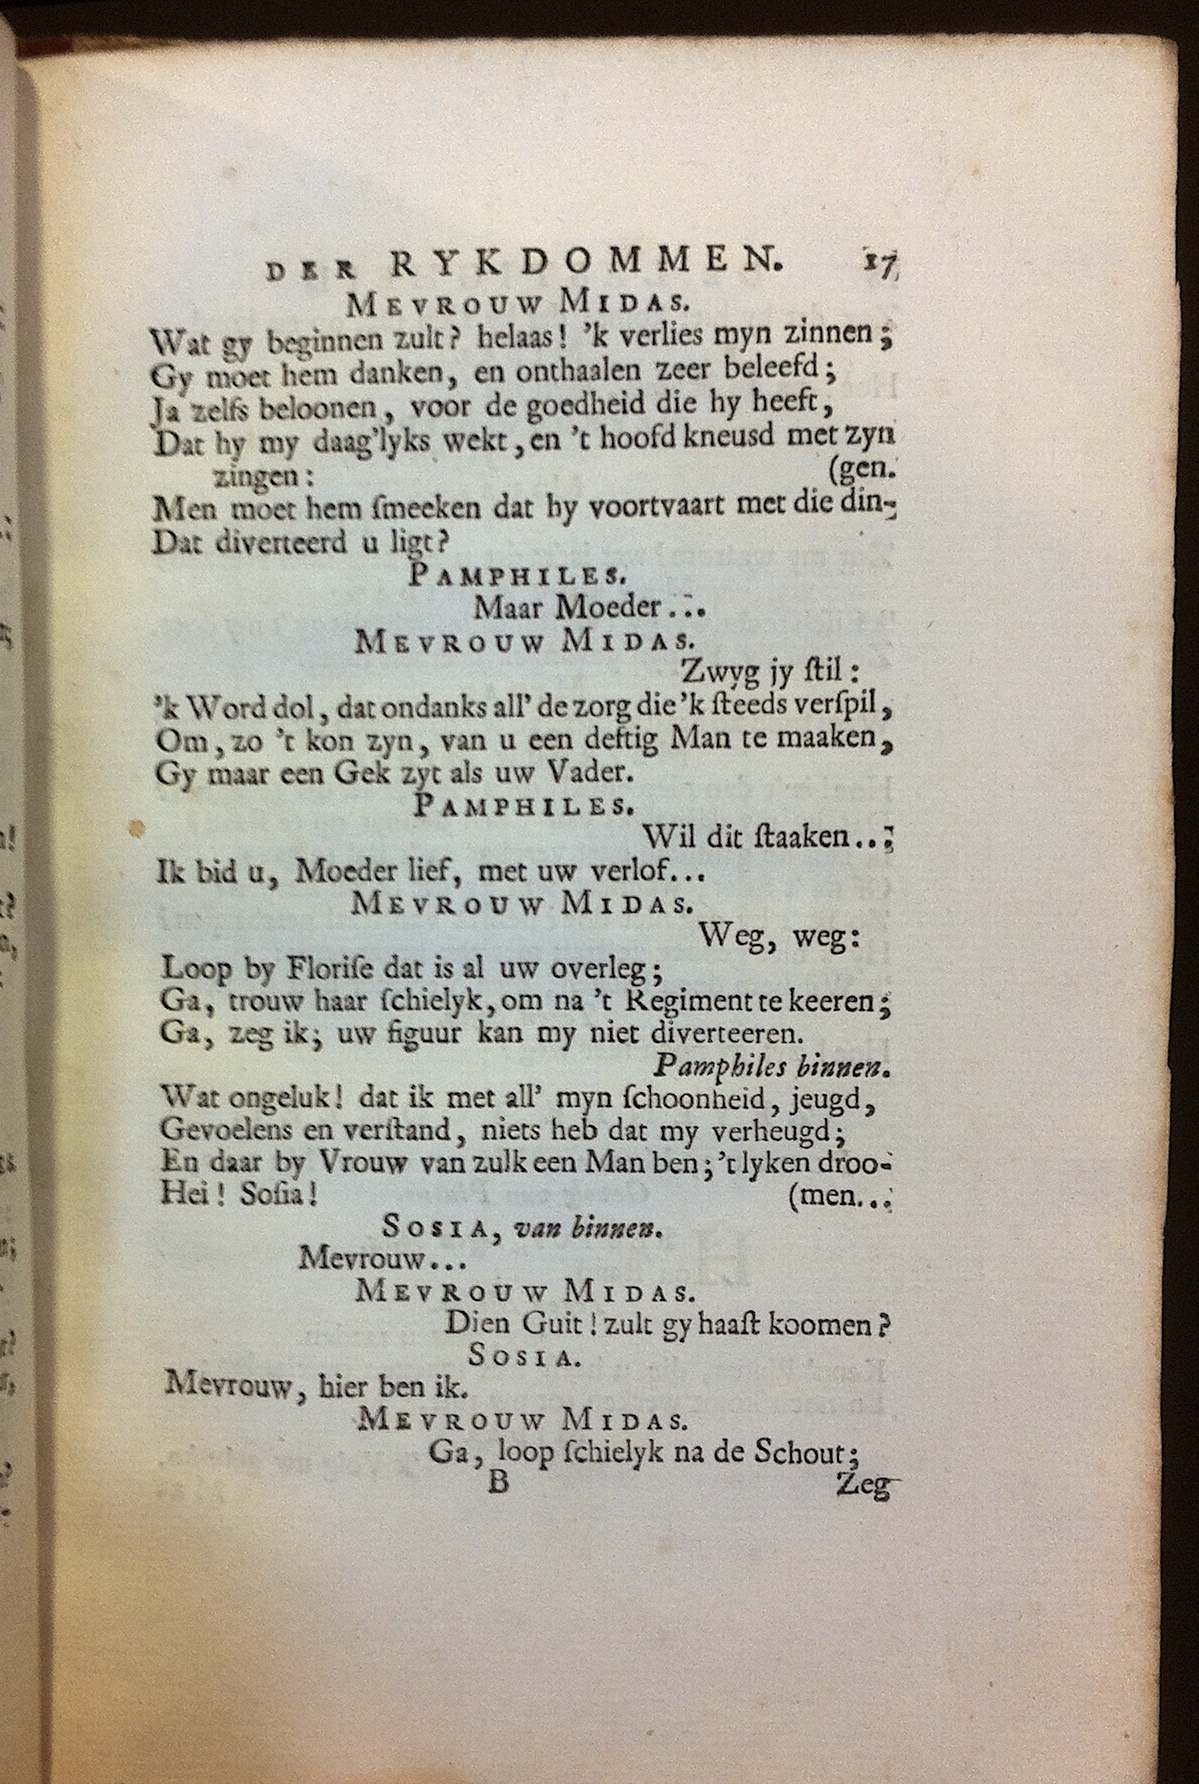 DER RYKDOMMEN. 17
MEVROUW MIDAS.
Wat gy beginnen zult? helaas! 'k verlies myn zinnen;
Gy moet hem danken, en onthaalen zeer beleefd;
Ja zelfs beloonen, voor de goedheid die hy heeft,
Dat hy my daag'lyks wekt, en 't hoofd kneusd met zyn
zingen: (gen.
Men moet hem ſmeeken dat hy voortvaart met die din-
Dat diverteerd u ligt?
PAMPHILES.
Maar Moeder...
MEVROUW MIDAS.
Zwyg jy ſtil:
'k Word dol, dat ondanks all' de zorg die 'k ſteeds verſpil,
Om, zo 't kon zyn, van u een deftig Man te maaken,
Gy maar een Gek zyt als uw Vader.
PAMPHILES.
Wil dit ſtaaken...
Ik bid u, Moeder lief, met uw verlof...
MEVROUW MIDAS.
Weg, weg:
Loop by Floriſe dat is al uw overleg;
Ga, trouw haar ſchielyk, om na 't Regiment te keeren;
Ga, zeg ik; uw figuur kan my niet diverteeren.
Pamphiles binnen.
Wat ongeluk! dat ik met all' myn ſchoonheid, jeugd,
Gevoelens en verſtand, niets heb dat my verheugd;
En daar by Vrouw van zulk een Man ben; 't lyken droo-
Hei! Soſia! (men...
SOSIA, van binnen.
Mevrouw...
MEVROUW MIDAS.
Dien Guit! zult gy haaſt koomen?
SOSIA.
Mevrouw, hier ben ik.
MEVROUW MIDAS.
Ga, loop ſchielyk na de Schout;
B Zeg